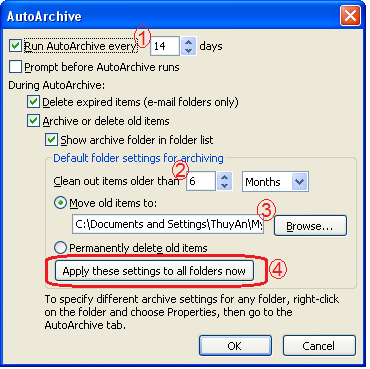 AutoArchive
Run AutoArchive every 1 14 days
Prompt before AutoArchive runs
During AutoArchive:
Delete expired items (e-mail folders only)
Archive or delete old items
Show archive folder in folder list
Default folder settings for archiving
2
Clean out items older than 6 Months
Move old items to:
3
C:\Documents and Settings\ThuyAn\My Browse...
Permanently delete old items
Apply these settings to all folders now 4
To specify different archive settings for any folder, right-click
on the folder and choose Properties, then go to the
AutoArchive tab.
OK Cancel